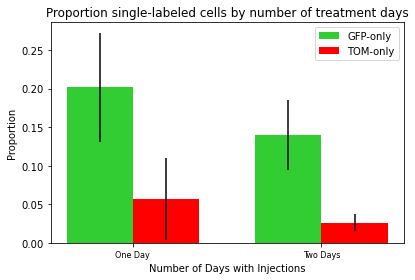 Proportion single-labeled cells by number of treatment days
GFP-only
TOM-only
Proportion
0.25
0.20
0.15
0.10
0.05
0.00
One Day
Two Days
Number of Days with Injections